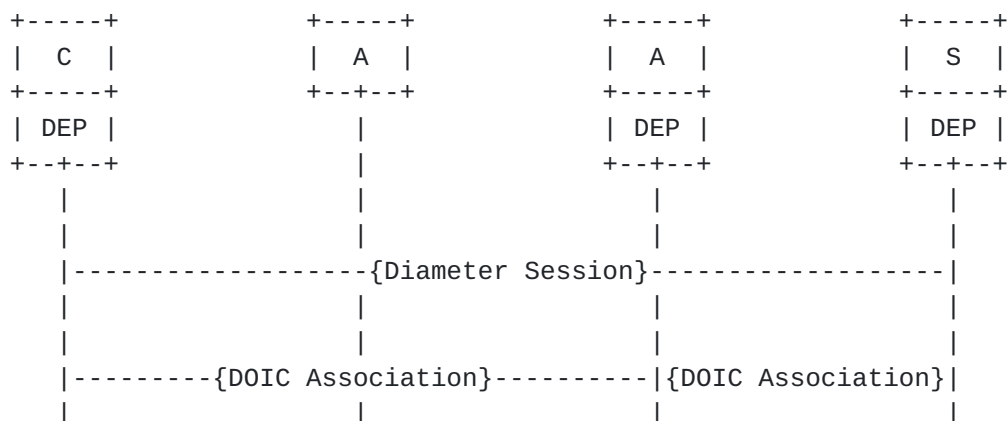 +-----+            +-----+              +-----+            +-----+
|  C  |            |  A  |              |  A  |            |  S  |
+-----+            +--+--+              +-----+            +-----+
| DEP |               |                 | DEP |            | DEP |
+--+--+               |                 +--+--+            +--+--+
   |                  |                    |                  |
   |                  |                    |                  |
   |-------------------{Diameter Session}-------------------|
   |                  |                    |                  |
   |                  |                    |                  |
   |---------{DOIC Association}----------|{DOIC Association}|
   |                  |                    |                  |